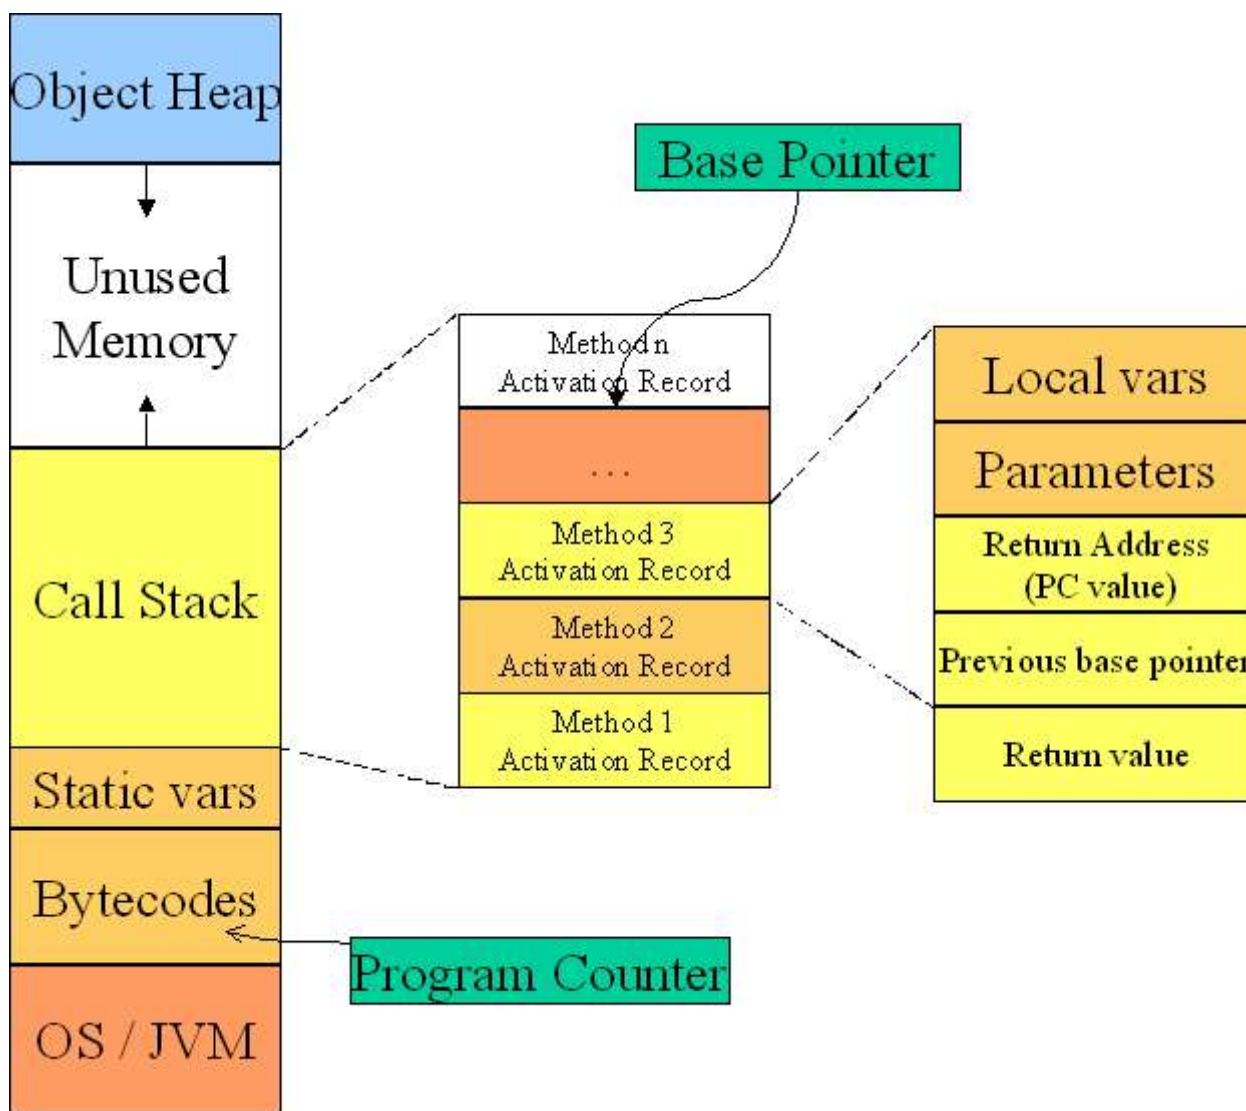 Object Heap
Unused
Memory
Call Stack
Static vars
Bytecodes
OS / JVM
Base Pointer
Method n
Activation Record
. . .
Method 3
Activation Record
Method 2
Activation Record
Method 1
Activation Record
Program Counter
Local vars
Parameters
Return Address
(PC value)
Previous base pointer
Return value